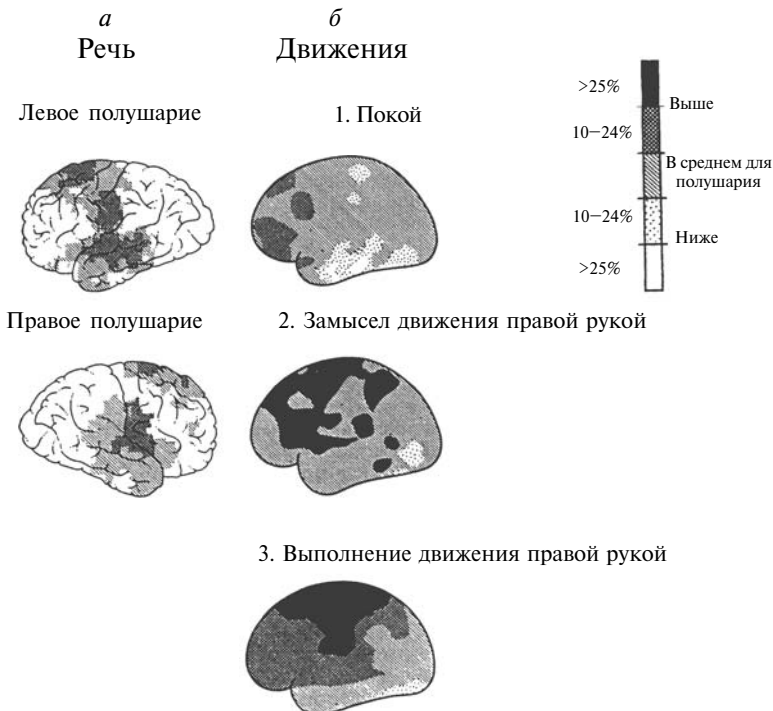 а
Речь
Левое полушарие
Правое полушарие
б
Движения
1. Покой
2. Замысел движения правой рукой
3. Выполнение движения правой рукой
>25%
Выше
10–24%
В среднем для
полушария
10–24%
Ниже
>25%